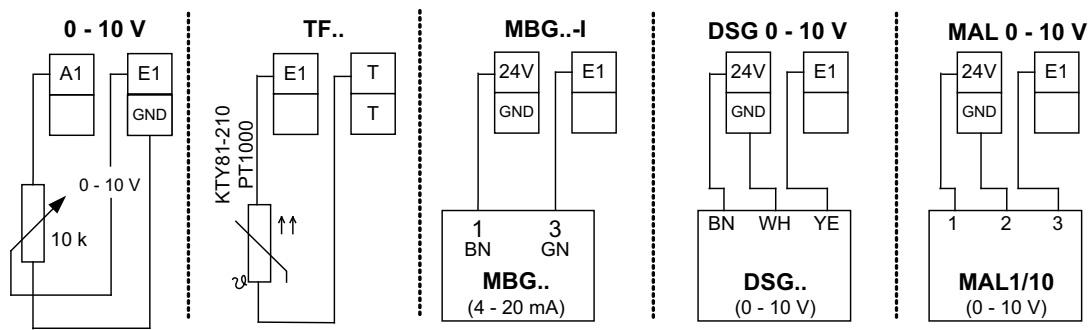 0 - 10 V
A1
E1
GND
0 - 10 V
10 k
TF..
E1
T
T
KTY81-210
PT1000
ϑ
MBG..-I
24V
E1
GND
1
3
BN
GN
MBG..
(4 - 20 mA)
DSG 0 - 10 V
24V
E1
GND
BN WH YE
DSG..
(0 - 10 V)
MAL 0 - 10 V
24V
E1
GND
1 2 3
MAL1/10
(0 - 10 V)